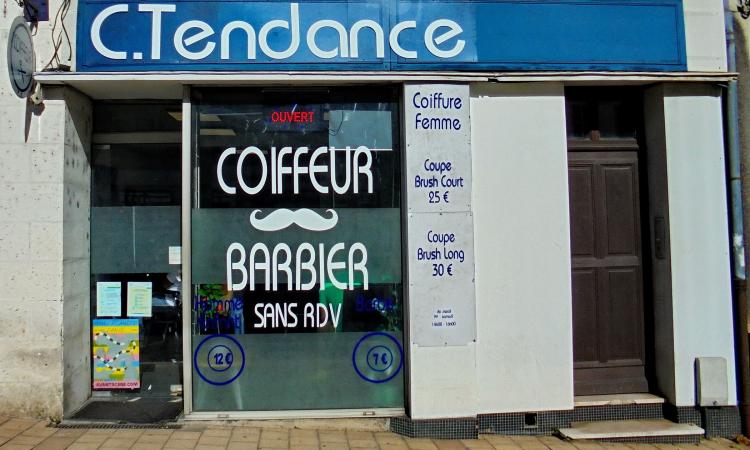 C.Tendance
OUVERT
COIFFEUR
BARBIER
SANS RDV
Homme
12 €
7 €
Coiffure
Femme
Coupe
Brush Court
25 €
Coupe
Brush Long
30 €